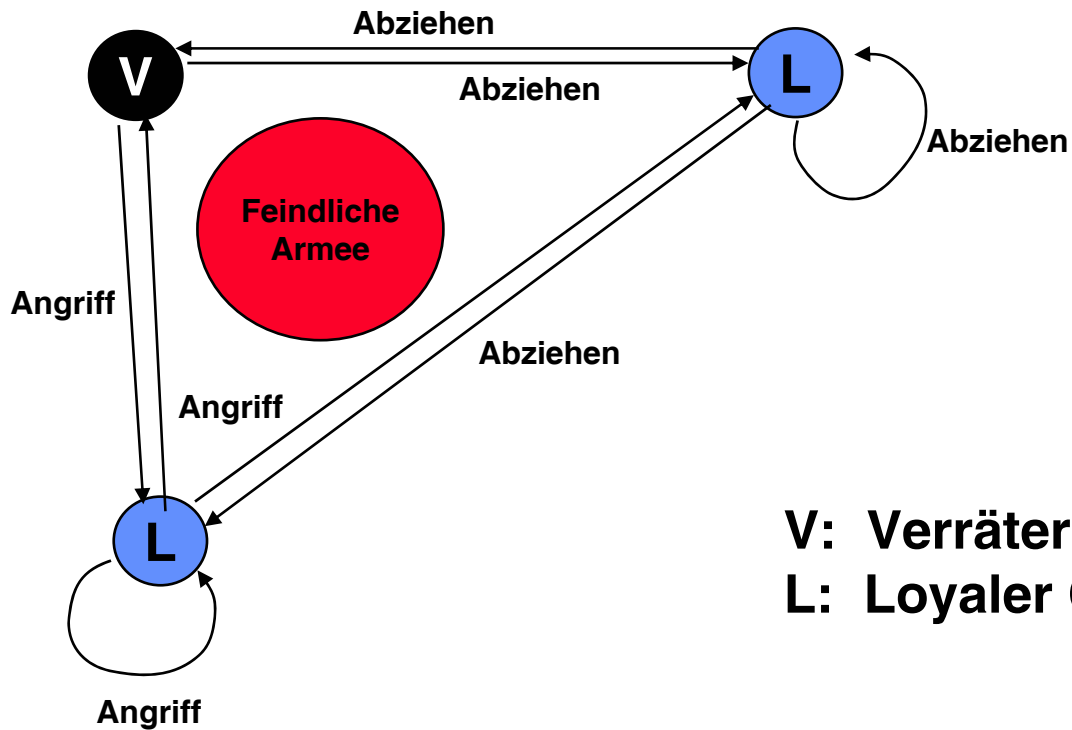 Abziehen
V
L
Abziehen
Abziehen
Feindliche
Armee
Angriff
Abziehen
Angriff
L
V: Verräter
L: Loyaler
Angriff